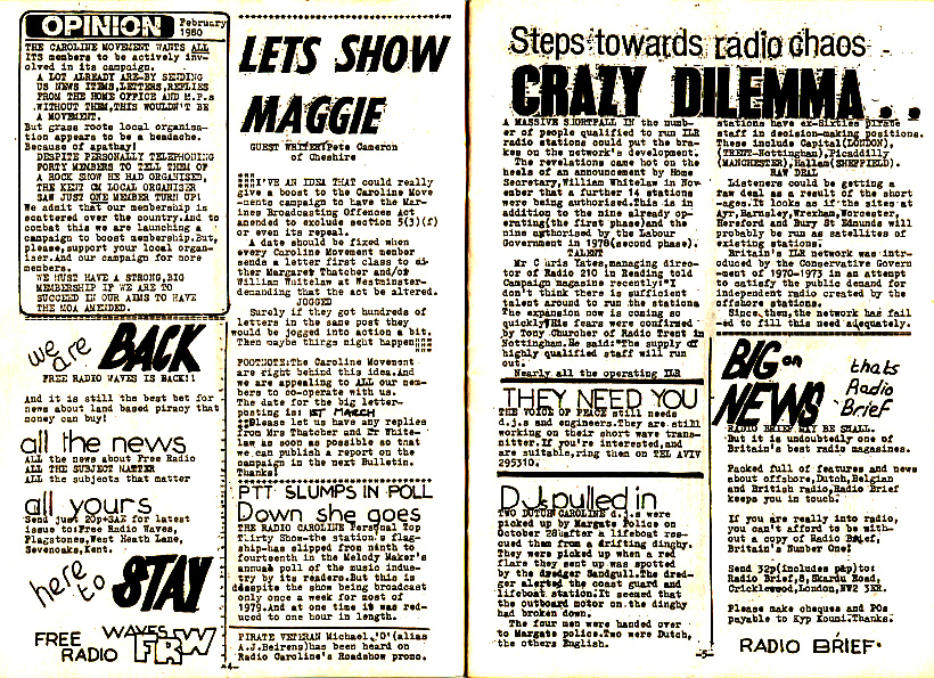 OPINION February
1980
THE CAROLINE MOVEMENT WANTS ALL
ITS members to be actively inv-
olved in its campaign.
A LOT ALREADY ARE-BY SENDING
US NEWS ITEMS,LETTERS,REPLIES
FROM THE HOME OFFICE AND M.P.s
WITHOUT THEM,THIS WOULDN'T BE
A MOVEMENT.
But grass roots local organisa-
tion appears to be a headache.
Because of apathy!
DESPITE PERSONALLY TELEPHONING
FORTY MEMBERS TO TELL THEM OF
A ROCK SHOW HE HAD ORGANISED,
THE KENT CM LOCAL ORGANISER
SAW JUST ONE MEMBER TURN UP!
We admit that our membership is
scattered over the country.And to
combat this we are launching a
campaign to boost membership.But,
please,support your local organ-
iser.And our campaign for more
members.
WE MUST HAVE A STRONG,BIG
MEMBERSHIP IF WE ARE TO
SUCCEED IN OUR AIMS TO HAVE
THE MOA AMENDED.
we are BACK
FREE RADIO WAVES IS BACK!!
And it is still the best bet for
news about land based piracy that
money can buy!
all the news
ALL the news about Free Radio
ALL THE SUBJECT MATTER
ALL the subjects that matter
all yours
Send just 20p+SAE for latest
issue to:Free Radio Waves,
Flagstones,West Heath Lane,
Sevenoaks,Kent.
here to STAY
FREE WAVES
RADIO FRW
LETS SHOW
MAGGIE
GUEST WRITER:Pete Cameron
of Cheshire
I'VE AN IDEA THAT could really
give a boost to the Caroline Move
-ments campaign to have the Mar-
ines Broadcasting Offences Act
amended to exclude section 5(3)(f)
or even its repeal.
A date should be fixed when
every Caroline Movement member
sends a letter first class to ei-
ther Margaret Thatcher and/or
William Whitelaw at Westminster-
demanding that the act be altered.
JOGGED
Surely if they got hundreds of
letters in the same post they
would be jogged into action a bit.
Then maybe things might happen
FOOTNOTE:The Caroline Movement
are right behind this idea.And
we are appealing to ALL our mem-
bers to co-operate with us.
The date for the big letter-
posting is: 1ST MARCH
Please let us have any replies
from Mrs Thatcher and Mr White-
law as soon as possible so that
we can publish a report on the
campaign in the next Bulletin.
Thanks!
PTT SLUMPS IN POLL
Down she goes
THE RADIO CAROLINE Personal Top
Thirty Show-the station's flag-
ship-has slipped from ninth to
fourteenth in the Melody Maker's
annual poll of the music indus-
try by its readers.But this is
despite the show being broadcast
only once a week for most of
1979.And at one time it was red-
uced to one hour in length.
PIRATE VETERAN Michael 'O'(alias
A.J.Beirens)has been heard on
Radio Caroline's Roadshow promo.
-4-
Steps towards radio chaos
CRAZY DILEMMA..
A MASSIVE SHORTFALL IN the numb-
er of people qualified to run ILR
radio stations could put the bra-
kes on the network's development.
The revelations came hot on the
heels of an announcement by Home
Secretary,William Whitelaw in Nov-
ember that a further 14 stations
were being authorised.This is in
addition to the nine already op-
erating(the first phase)and the
nine authorised by the Labour
Government in 1978(second phase).
TALENT
Mr Chris Yates,managing direc-
tor of Radio 210 in Reading told
Campaign magazine recently:"I
don't think there is sufficient
talent around to run the stations
The expansion now is coming so
quickly"His fears were confirmed
by Tony Churcher of Radio Trent in
Nottingham.He said:"The supply of
highly qualified staff will run
out.
Nearly all the operating ILR
stations have ex-Sixties pirate
staff in decision-making positions.
These include Capital(LONDON),
(TRENT-Nottingham),Picaddilly
(MANCHESTER),Hallam(SHEFFIELD).
RAW DEAL
Listeners could be getting a
raw deal as a result of the short
-ages.It looks as if the sites at
Ayr,Barnsley,Wrexham,Worcester,
Hereford and Bury St Edmunds will
probably be run as satellites of
existing stations.
Britain's ILR network was intr-
oduced by the Conservative Govern
-ment of 1970-1973 in an attempt
to satisfy the public demand for
independent radio created by the
offshore stations.
Since then,the network has fail
-ed to fill this need adequately.
THEY NEED YOU
THE VOICE OF PEACE still needs
d.j.s and engineers.They are still
working on their short wave trans-
mitter.If you're interested,and
are suitable,ring then on TEL AVIV
295310.
DJs pulled in
TWO DUTCH CAROLINE d.j.s were
picked up by Margate Police on
October 28 after a lifeboat res-
cued than from a drifting dinghy.
They were picked up when a red
flare they sent up was spotted
by the dredger Sandgull.The dred-
ger alerted the coast guard and
lifeboat station.It seemed that
the outboard motor on the dinghy
had broken down.
The four men were handed over
to Margate police.Two were Dutch,
the others English.
BIG on
NEWS
thats
Radio
Brief
RADIO BRIEF MAY BE SMALL.
But it is undoubtedly one of
Britain's best radio magasines.
Packed full of features and news
about offshore,Dutch,Belgian
and British radio,Radio Brief
keeps you in touch.
If you are really into radio,
you can't afford to be with-
out a copy of Radio Brief,
Britain's Number One!
Send 32p(includes p&p)to:
Radio Brief,8,Skardu Road,
Cricklewood,London,NW2 3ER.
Please make cheques and POs
payable to Kyp Kouni.Thanks.
RADIO BRIEF.
-5-